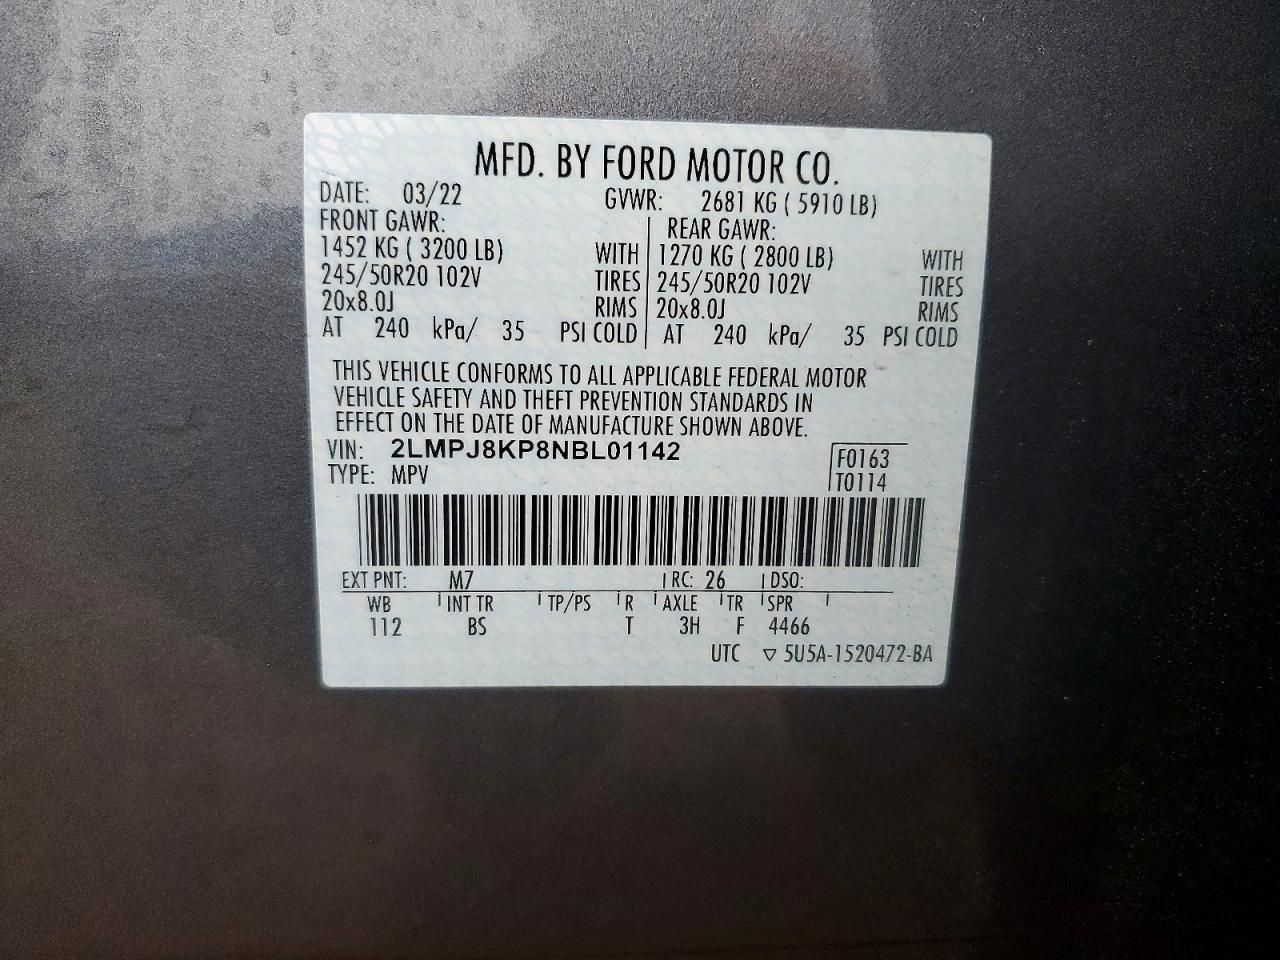 MFD. BY FORD MOTOR CO.
DATE: 03/22 GVWR: 2681 KG ( 5910 LB)
FRONT GAWR: REAR GAWR:
1452 KG ( 3200 LB) WITH 1270 KG ( 2800 LB) WITH
245/50R20 102V TIRES 245/50R20 102V TIRES
20x8.0J RIMS 20x8.0J RIMS
AT 240 kPa/ 35 PSI COLD AT 240 kPa/ 35 PSI COLD
THIS VEHICLE CONFORMS TO ALL APPLICABLE FEDERAL MOTOR
VEHICLE SAFETY AND THEFT PREVENTION STANDARDS IN
EFFECT ON THE DATE OF MANUFACTURE SHOWN ABOVE.
VIN: 2LMPJ8KP8NBL01142
TYPE: MPV
F0163
T0114
EXT PNT: M7 RC: 26 DSO:
WB INT TR TP/PS R AXLE TR SPR
112 BS T 3H F 4466
UTC ▽ 5U5A-1520472-BA